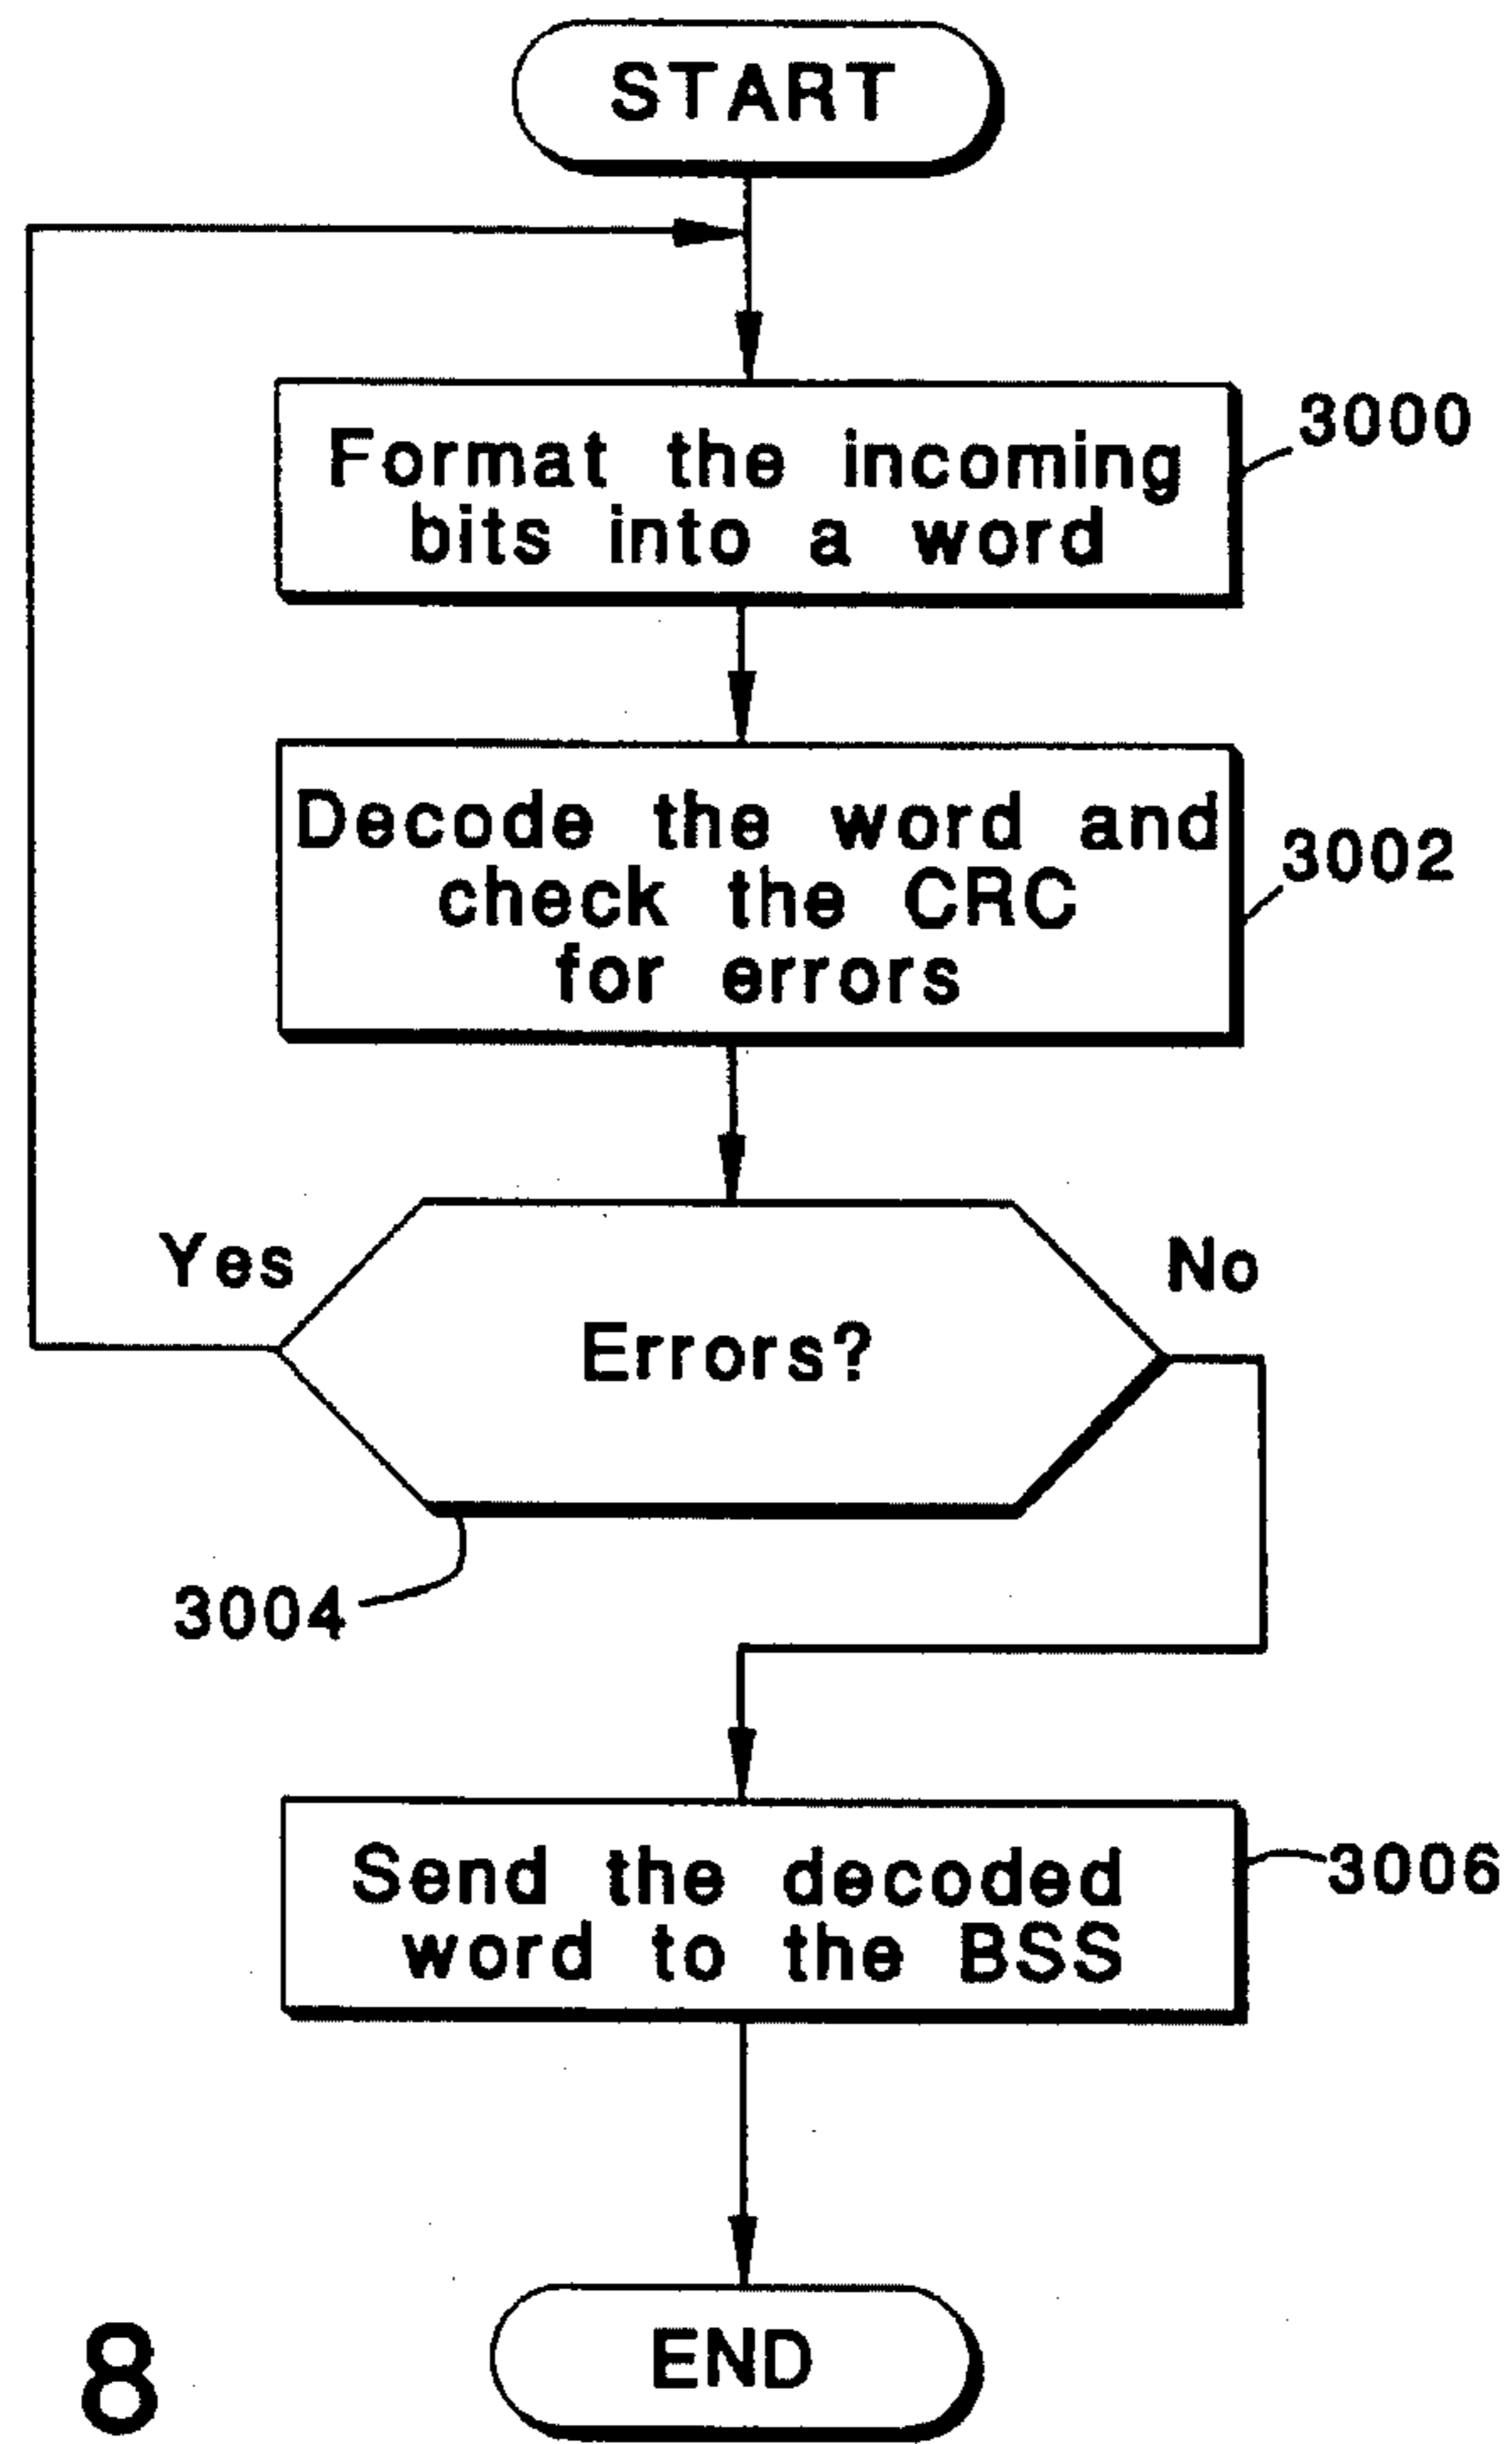 START
Format the incoming
bits into a word
3000
Decode the word and
check the CRC
for errors
3002
Yes
No
Errors?
3004
Send the decoded
word to the BSS
3006
END
8